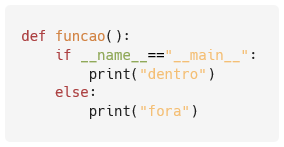 def funcao():
    if __name__=="__main__":
        print("dentro")
    else:
        print("fora")